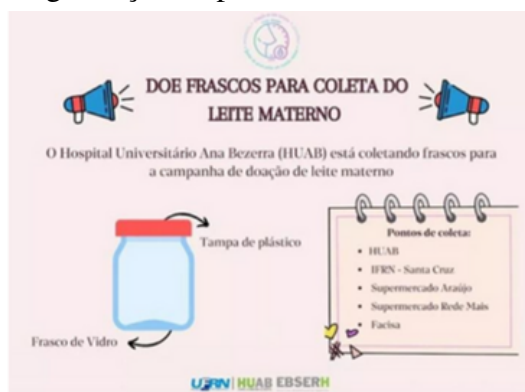 DOE FRASCOS PARA COLETA DO
LEITE MATERNO
O Hospital Universitário Ana Bezerra (HUAB) está coletando frascos para
a campanha de doação de leite materno
Tampa de plástico
Frasco de Vidro
Pontos de coleta:
• HUAB
• IFRN - Santa Cruz
• Supermercado Araújo
• Supermercado Rede Mais
• Facisa
UFRN | HUAB EBSERH